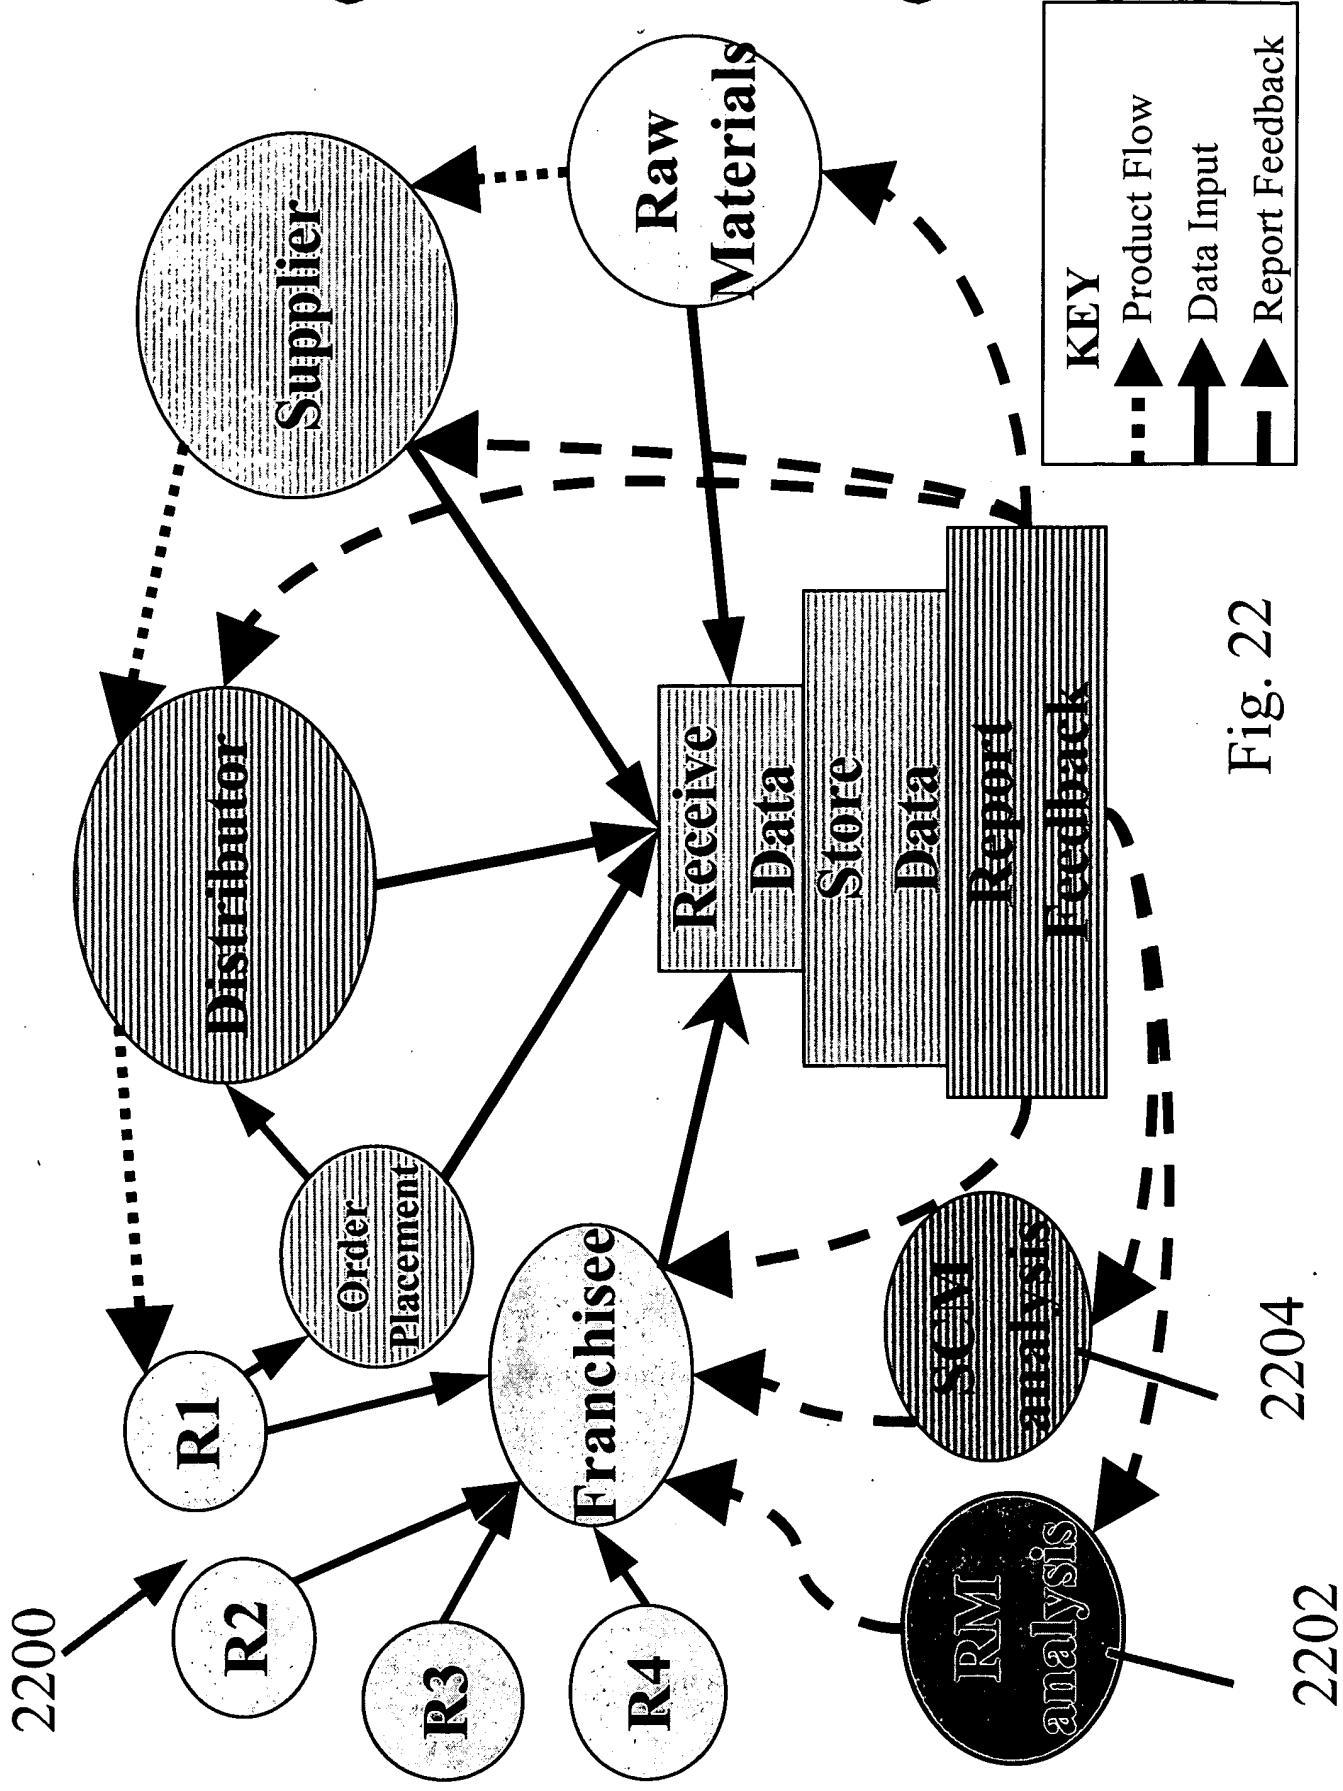 2200
R1
R2
R3
R4
Order
Placement
Distributor
Supplier
Franchisee
Raw
Materials
Receive
Data
Store
Data
Report
Feedback
RM
analysis
SCM
analysis
2202
2204
KEY
Product Flow
Data Input
Report Feedback
Fig. 22